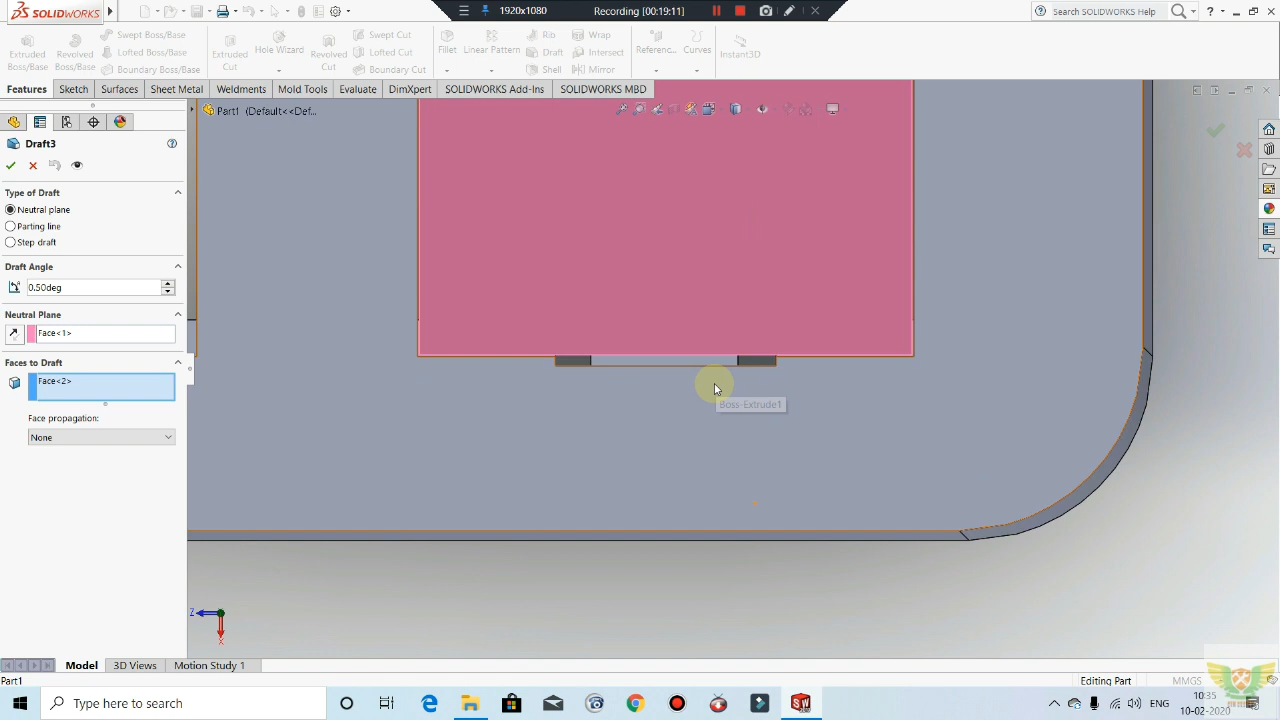 1920x1080
Recording [00:19:11]
SOLIDWORKS
Search SOLIDWORKS Help
Extruded Boss/Base
Revolved Boss/Base
Swept Boss/Base
Lofted Boss/Base
Boundary Boss/Base
Extruded Cut
Hole Wizard
Revolved Cut
Swept Cut
Lofted Cut
Boundary Cut
Fillet
Linear Pattern
Rib
Draft
Shell
Wrap
Intersect
Mirror
Referenc...
Curves
Instant3D
Features
Sketch
Surfaces
Sheet Metal
Weldments
Mold Tools
Evaluate
DimXpert
SOLIDWORKS Add-Ins
SOLIDWORKS MBD
Part1 (Default<<Def...
Draft3
Type of Draft
Neutral plane
Parting line
Step draft
Draft Angle
0.50deg
Neutral Plane
Face<1>
Faces to Draft
Face<2>
Face propagation:
None
Boss-Extrude1
Z
X
Model
3D Views
Motion Study 1
Part1
Editing Part
MMGS
Type here to search
ENG
10:35
10-02-2020